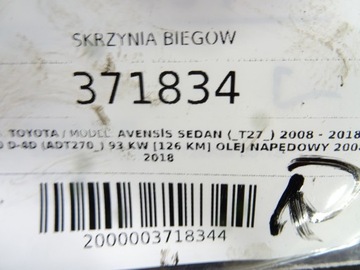 SKRZYNIA BIEGÓW
371834
TOYOTA / MODEL: AVENSIS SEDAN (_T27_) 2008 - 2018
D-4D (ADT270_) 93 KW [126 KM] OLEJ NAPĘDOWY 200
2018
2000003718344